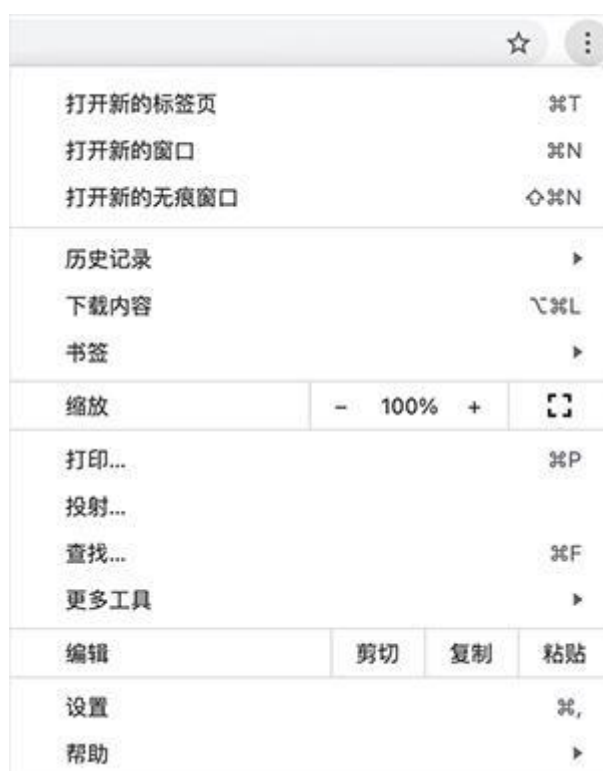 打开新的标签页 ⌘T
打开新的窗口 ⌘N
打开新的无痕窗口 ⇧⌘N
历史记录
下载内容 ⌥⌘L
书签
缩放 - 100% +
打印... ⌘P
投射...
查找... ⌘F
更多工具
编辑 剪切 复制 粘贴
设置 ⌘,
帮助